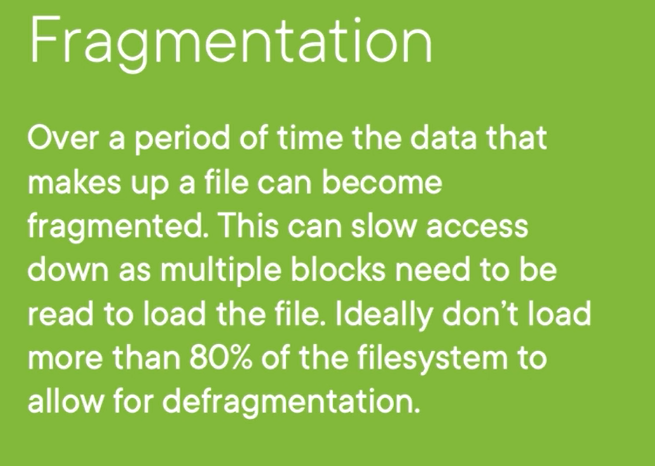 Fragmentation
Over a period of time the data that
makes up a file can become
fragmented. This can slow access
down as multiple blocks need to be
read to load the file. Ideally don’t load
more than 80% of the filesystem to
allow for defragmentation.